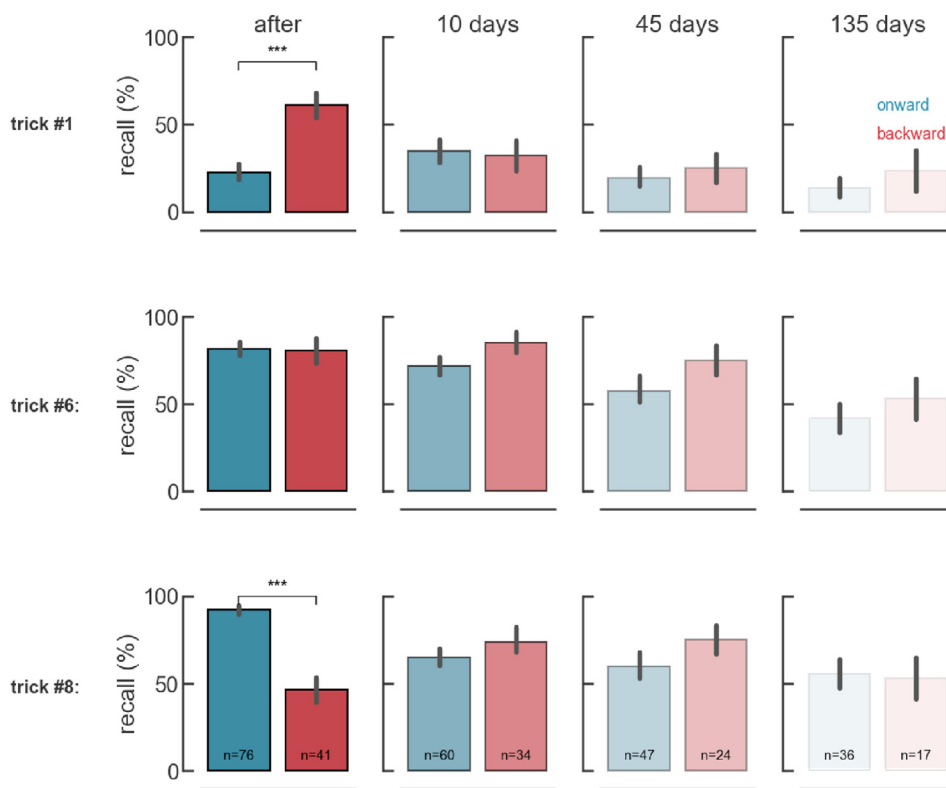 after 10 days 45 days 135 days
trick #1
recall (%)
100
50
0
***
onward
backward
trick #6:
recall (%)
100
50
0
trick #8:
recall (%)
100
50
0
***
n=76 n=41 n=60 n=34 n=47 n=24 n=36 n=17